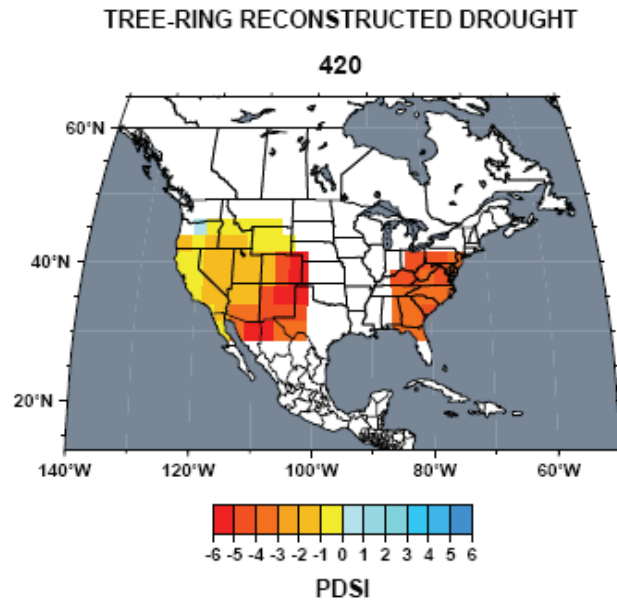 TREE-RING RECONSTRUCTED DROUGHT
420
60°N
40°N
20°N
140°W 120°W 100°W 80°W 60°W
-6 -5 -4 -3 -2 -1 0 1 2 3 4 5 6
PDSI